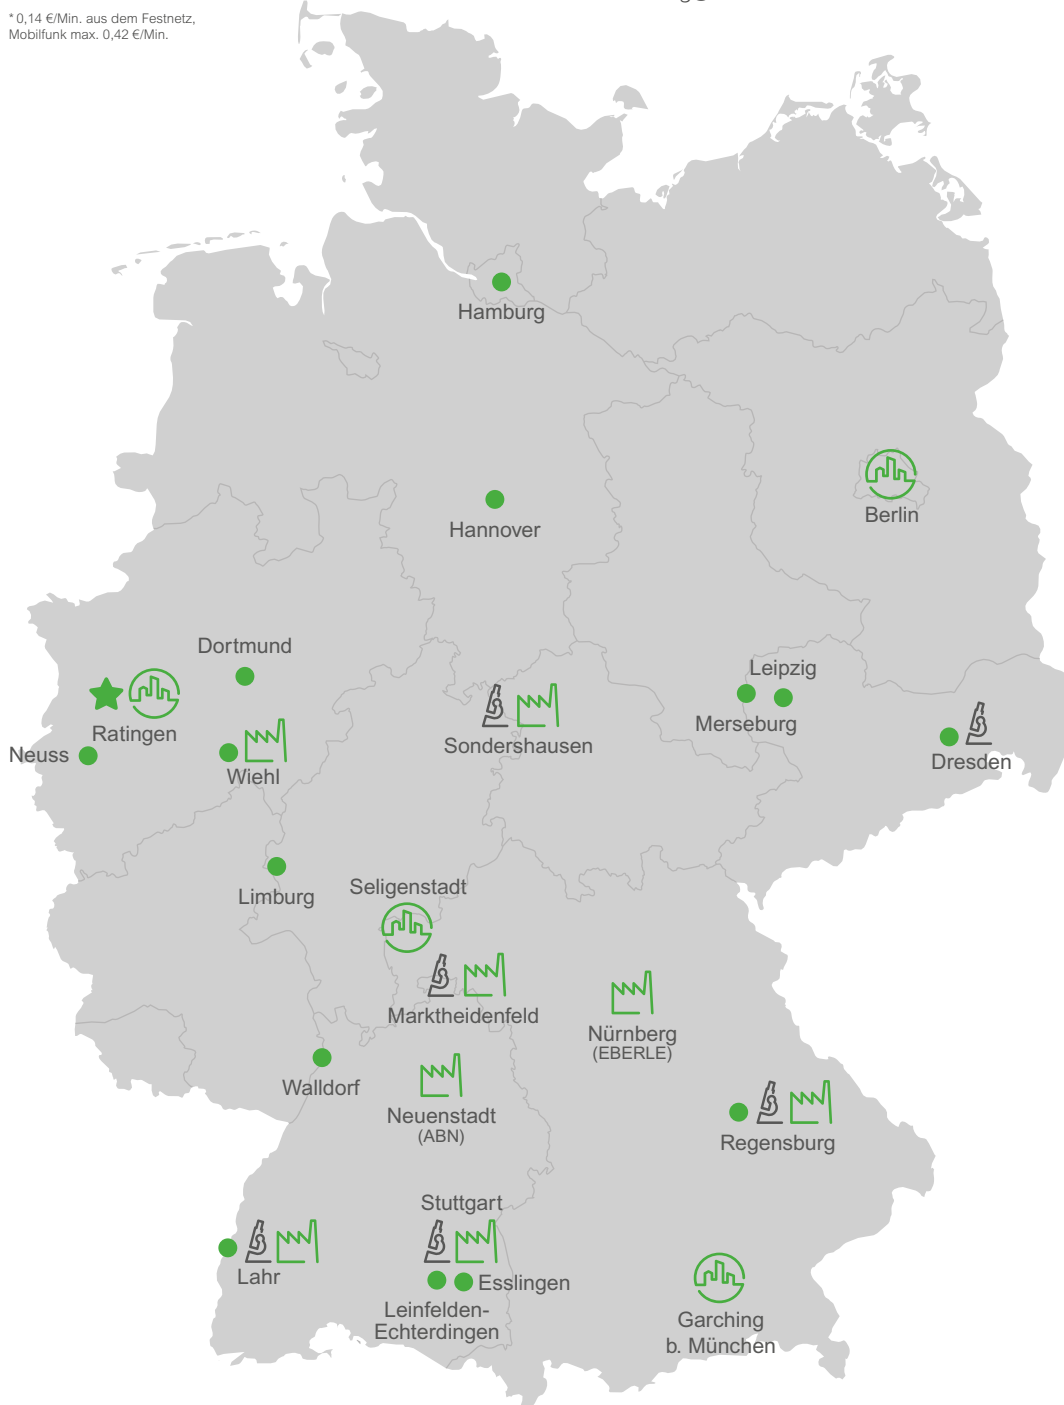 * 0,14 €/Min. aus dem Festnetz,
Mobilfunk max. 0,42 €/Min.
Hamburg
Hannover
Berlin
Dortmund
Leipzig
Ratingen
Merseburg
Sondershausen
Neuss
Wiehl
Dresden
Limburg
Seligenstadt
Marktheidenfeld
Nürnberg
(EBERLE)
Walldorf
Neuenstadt
(ABN)
Regensburg
Stuttgart
Lahr
Esslingen
Leinfelden-
Echterdingen
Garching
b. München